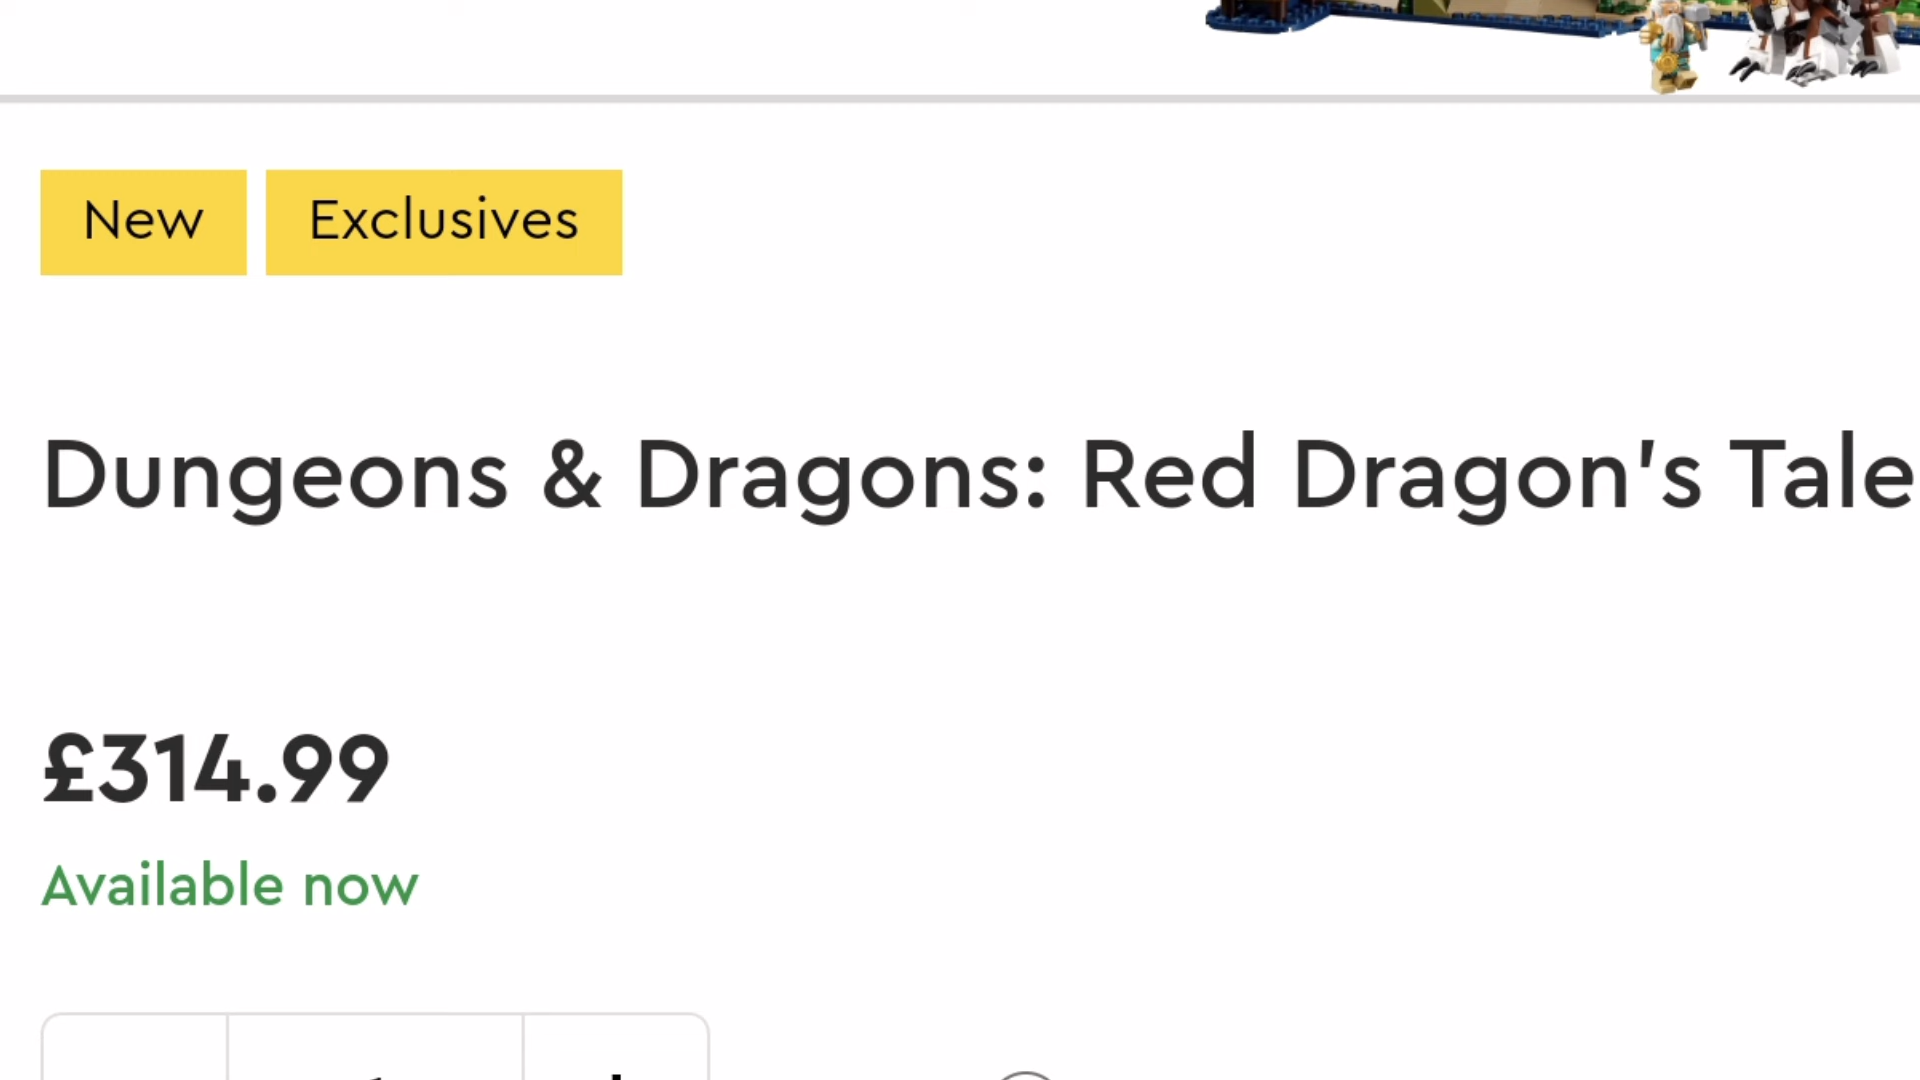 New Exclusives
Dungeons & Dragons: Red Dragon's Tale
£314.99
Available now